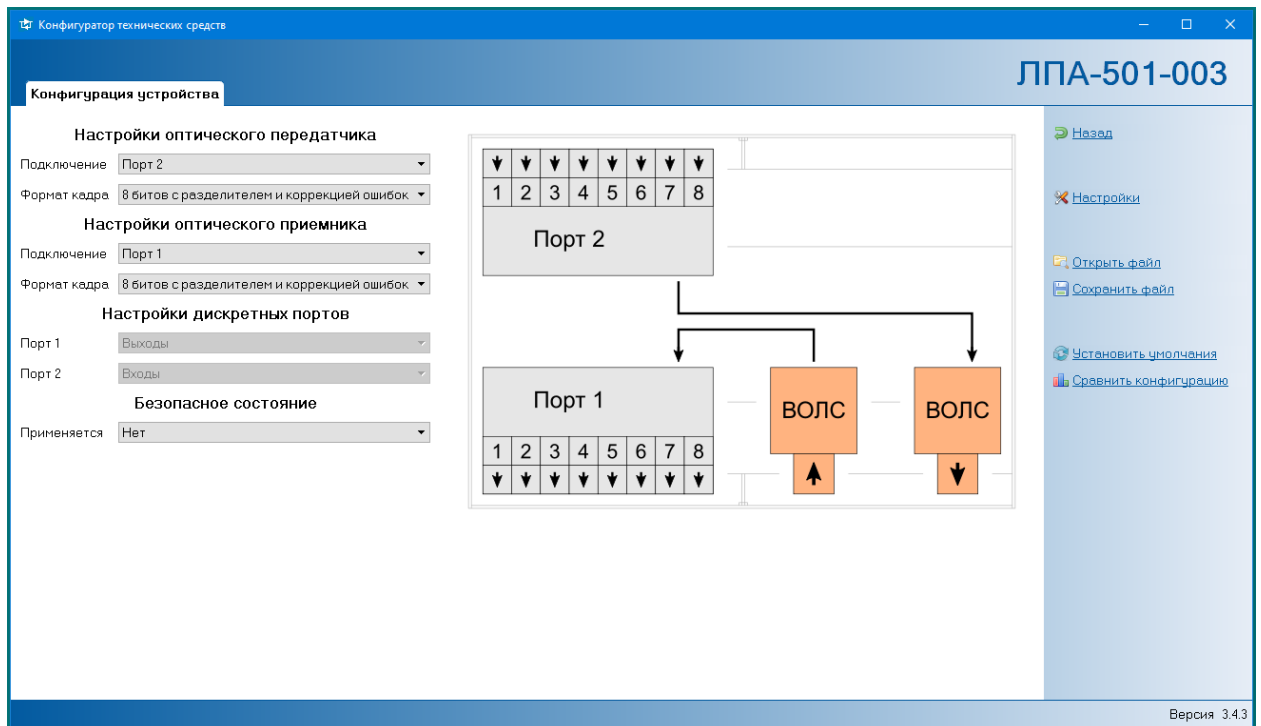 Конфигуратор технических средств
ЛПА-501-003
Конфигурация устройства
Настройки оптического передатчика
Подключение Порт 2
Формат кадра 8 битов с разделителем и коррекцией ошибок
Настройки оптического приемника
Подключение Порт 1
Формат кадра 8 битов с разделителем и коррекцией ошибок
Настройки дискретных портов
Порт 1 Выходы
Порт 2 Входы
Безопасное состояние
Применяется Нет
1 2 3 4 5 6 7 8
Порт 2
Порт 1
1 2 3 4 5 6 7 8
ВОЛС
ВОЛС
Назад
Настройки
Открыть файл
Сохранить файл
Установить умолчания
Сравнить конфигурацию
Версия 3.4.3